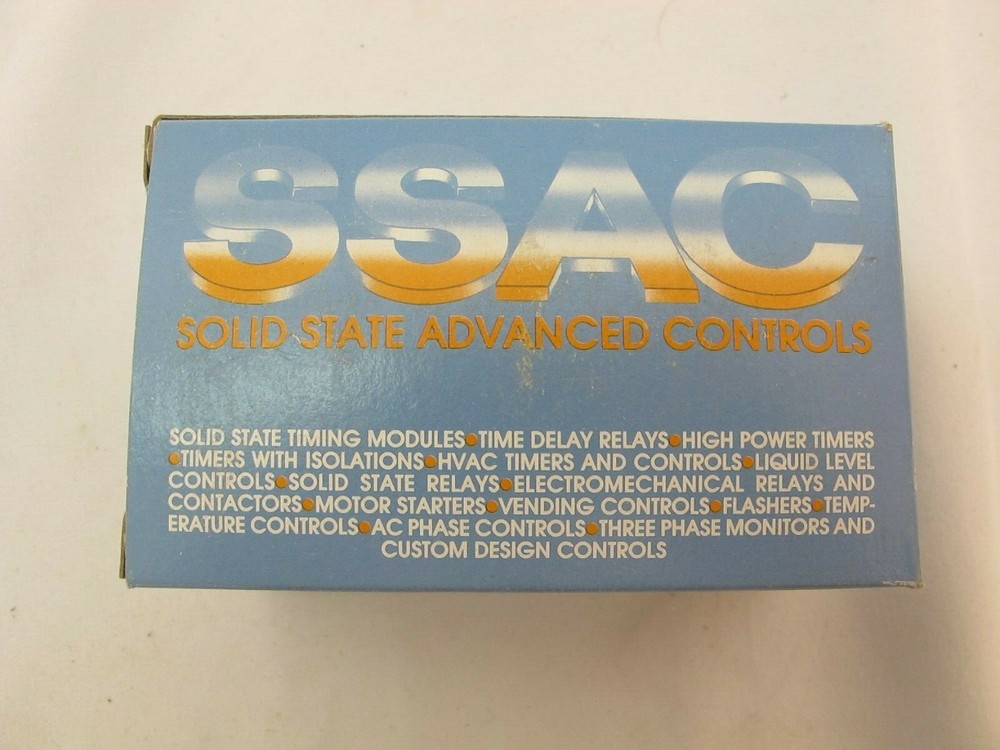 SSAC
SOLID STATE ADVANCED CONTROLS
SOLID STATE TIMING MODULES•TIME DELAY RELAYS•HIGH POWER TIMERS
•TIMERS WITH ISOLATIONS•HVAC TIMERS AND CONTROLS•LIQUID LEVEL
CONTROLS•SOLID STATE RELAYS•ELECTROMECHANICAL RELAYS AND
CONTACTORS•MOTOR STARTERS•VENDING CONTROLS•FLASHERS•TEMP-
ERATURE CONTROLS•AC PHASE CONTROLS•THREE PHASE MONITORS AND
CUSTOM DESIGN CONTROLS